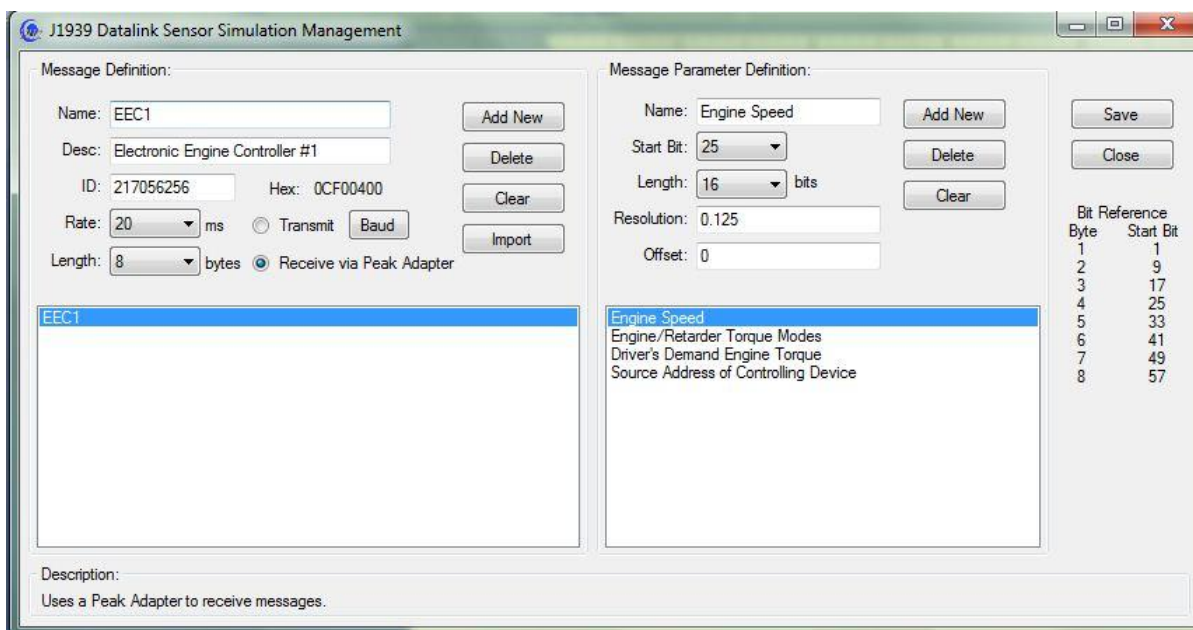 J1939 Datalink Sensor Simulation Management
Message Definition:
Name: EEC1
Add New
Desc: Electronic Engine Controller #1
Delete
ID: 217056256 Hex: 0CF00400
Clear
Rate: 20 ms Transmit Baud
Import
Length: 8 bytes Receive via Peak Adapter
EEC1
Message Parameter Definition:
Name: Engine Speed
Add New
Start Bit: 25
Delete
Length: 16 bits
Clear
Resolution: 0.125
Offset: 0
Engine Speed
Engine/Retarder Torque Modes
Driver's Demand Engine Torque
Source Address of Controlling Device
Save
Close
Bit Reference
Byte Start Bit
1 1
2 9
3 17
4 25
5 33
6 41
7 49
8 57
Description:
Uses a Peak Adapter to receive messages.